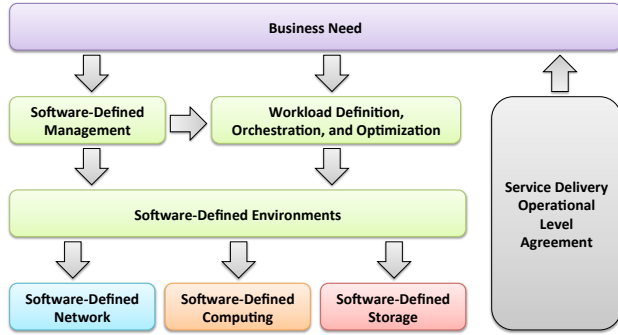 Business Need
Software-Defined
Management
Workload Definition,
Orchestration, and Optimization
Service Delivery
Operational
Level
Agreement
Software-Defined Environments
Software-Defined
Network
Software-Defined
Computing
Software-Defined
Storage